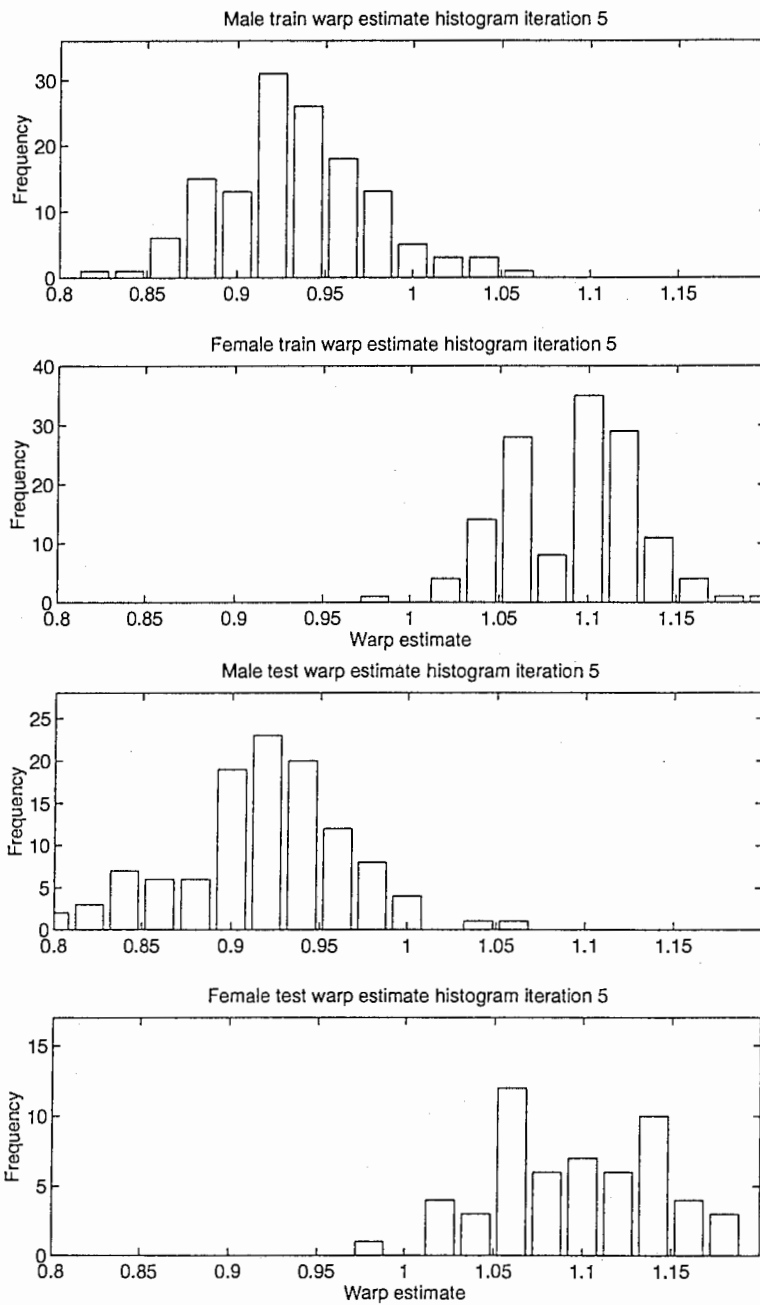 Male train warp estimate histogram iteration 5
Frequency
30
20
10
0
0.8 0.85 0.9 0.95 1 1.05 1.1 1.15
Female train warp estimate histogram iteration 5
Frequency
40
30
20
10
0
0.8 0.85 0.9 0.95 1 1.05 1.1 1.15
Warp estimate
Male test warp estimate histogram iteration 5
Frequency
25
20
15
10
5
0
0.8 0.85 0.9 0.95 1 1.05 1.1 1.15
Female test warp estimate histogram iteration 5
Frequency
15
10
5
0
0.8 0.85 0.9 0.95 1 1.05 1.1 1.15
Warp estimate